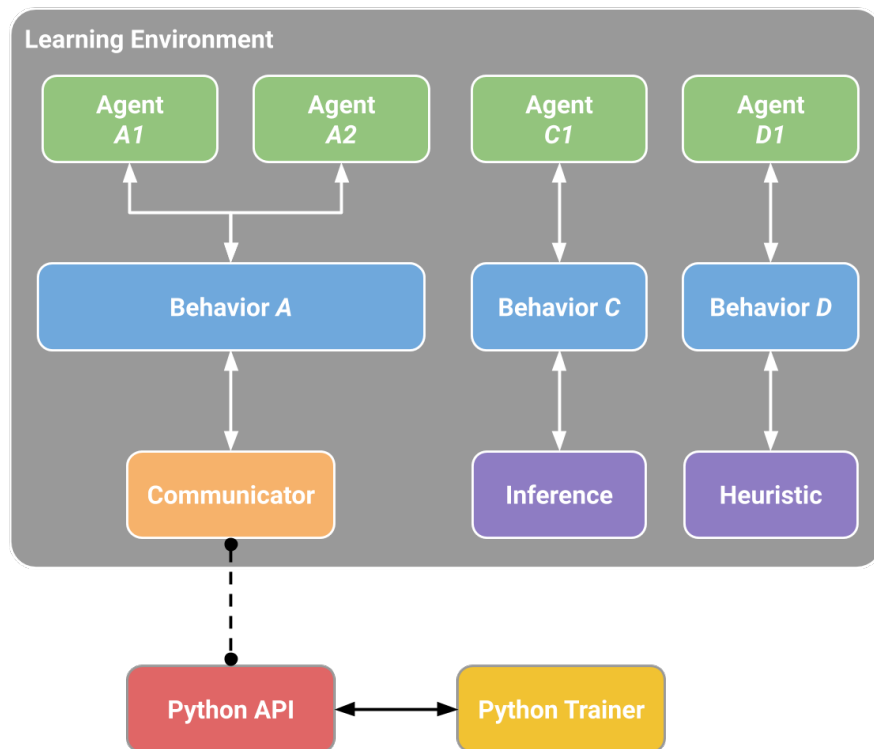 Learning Environment
Agent
A1
Agent
A2
Agent
C1
Agent
D1
Behavior A
Behavior C
Behavior D
Communicator
Inference
Heuristic
Python API
Python Trainer